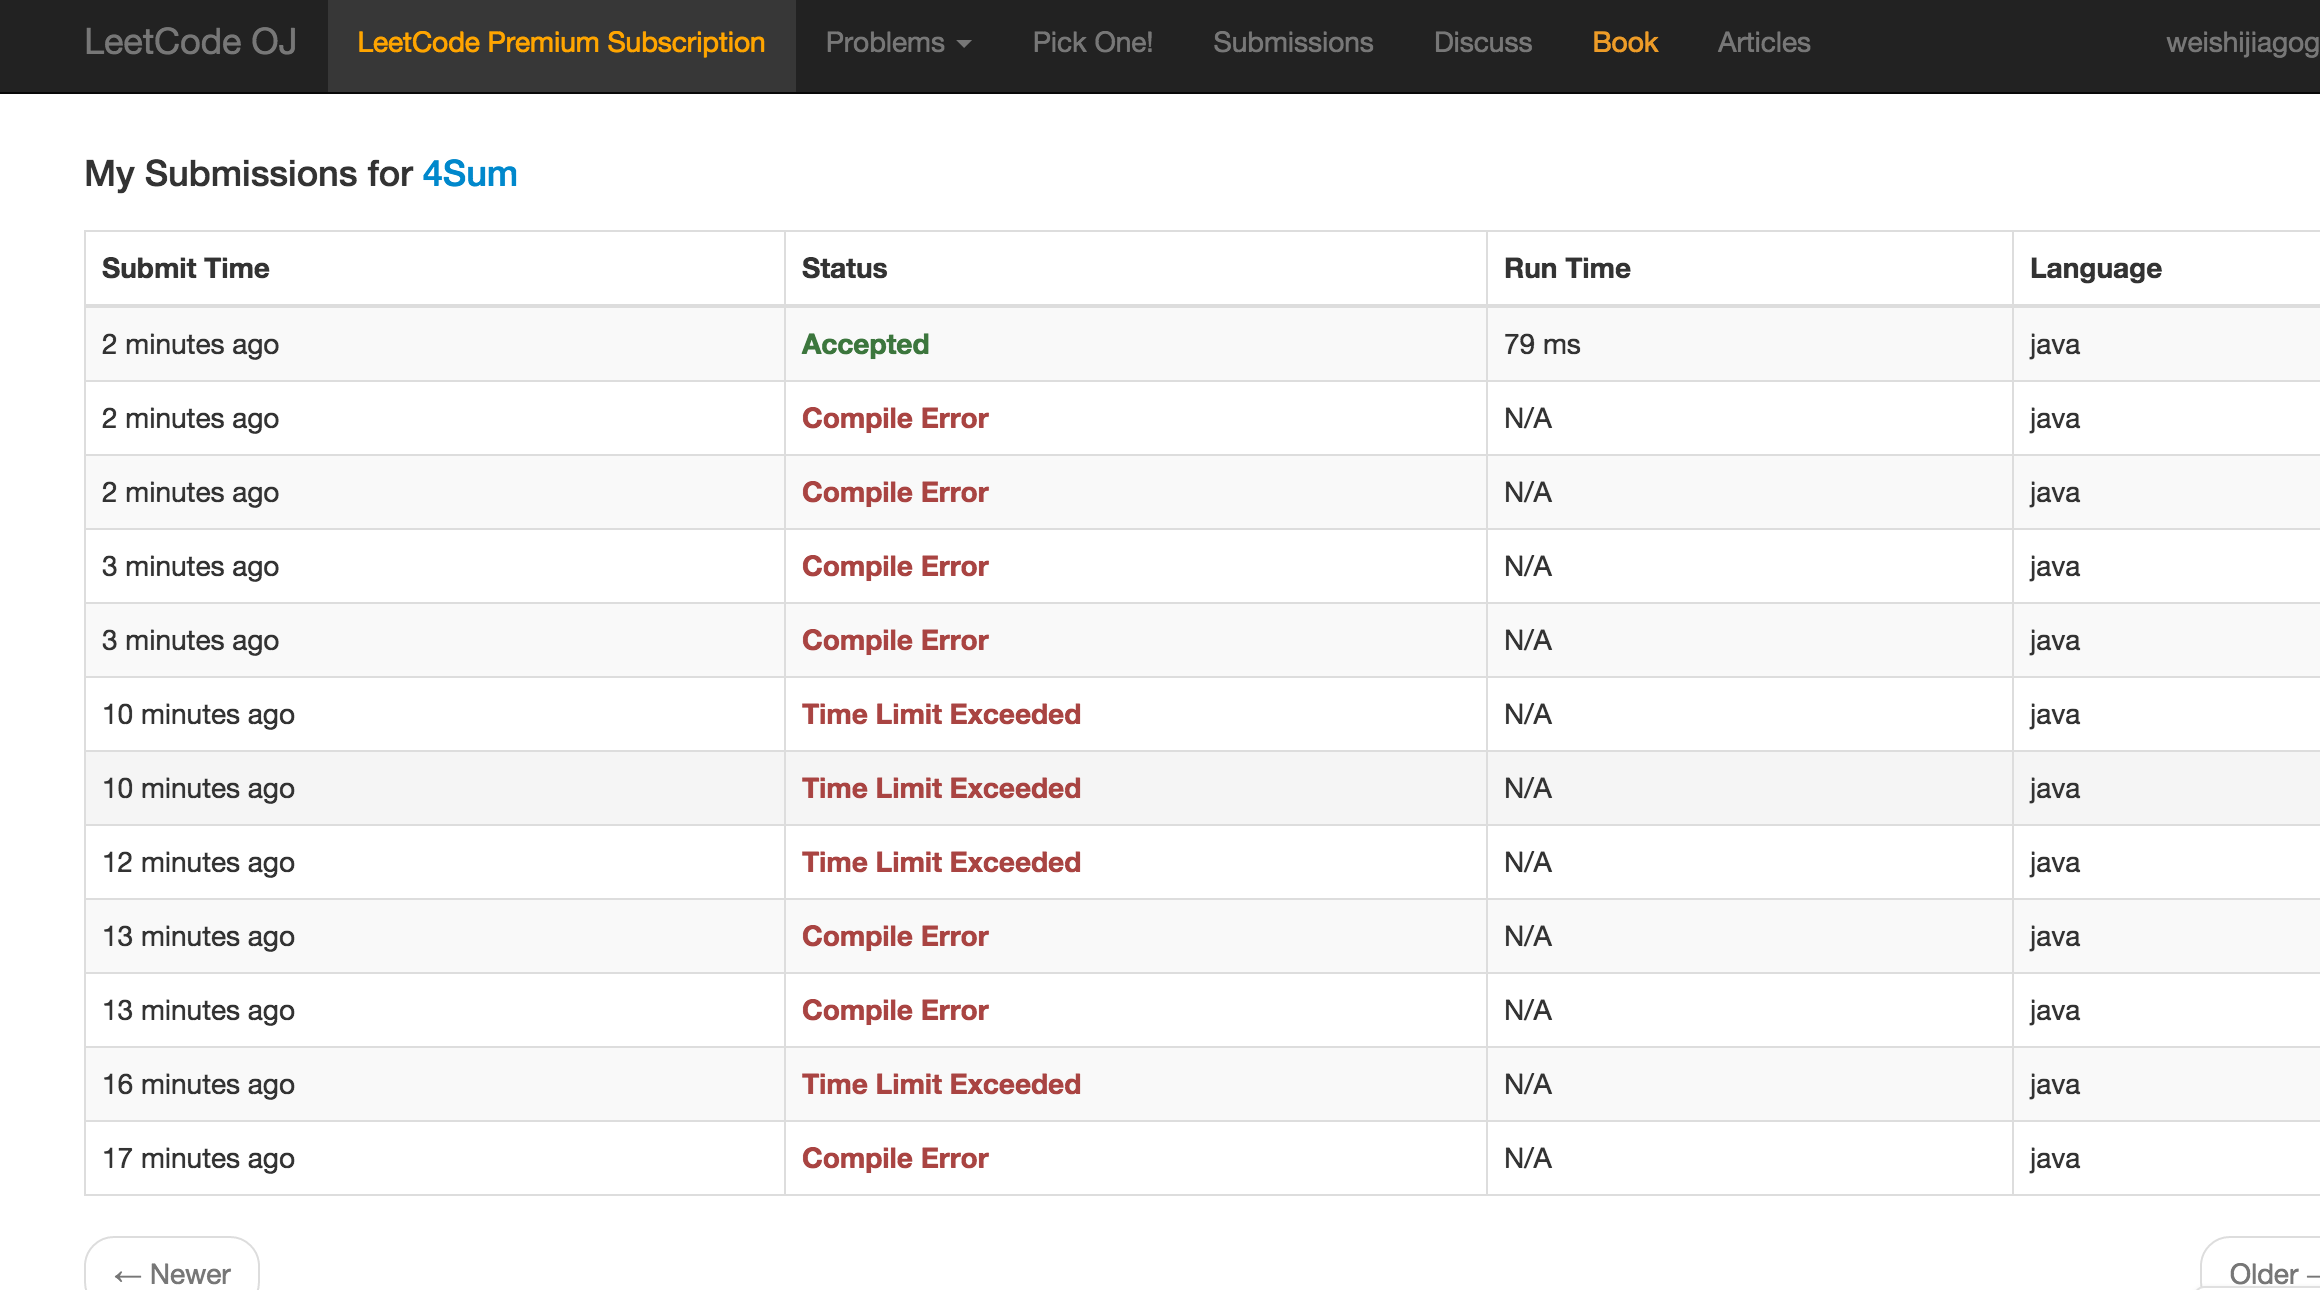 LeetCode OJ LeetCode Premium Subscription Problems Pick One! Submissions Discuss Book Articles weishijiagog
My Submissions for 4Sum
Submit Time Status Run Time Language
2 minutes ago Accepted 79 ms java
2 minutes ago Compile Error N/A java
2 minutes ago Compile Error N/A java
3 minutes ago Compile Error N/A java
3 minutes ago Compile Error N/A java
10 minutes ago Time Limit Exceeded N/A java
10 minutes ago Time Limit Exceeded N/A java
12 minutes ago Time Limit Exceeded N/A java
13 minutes ago Compile Error N/A java
13 minutes ago Compile Error N/A java
16 minutes ago Time Limit Exceeded N/A java
17 minutes ago Compile Error N/A java
← Newer Older